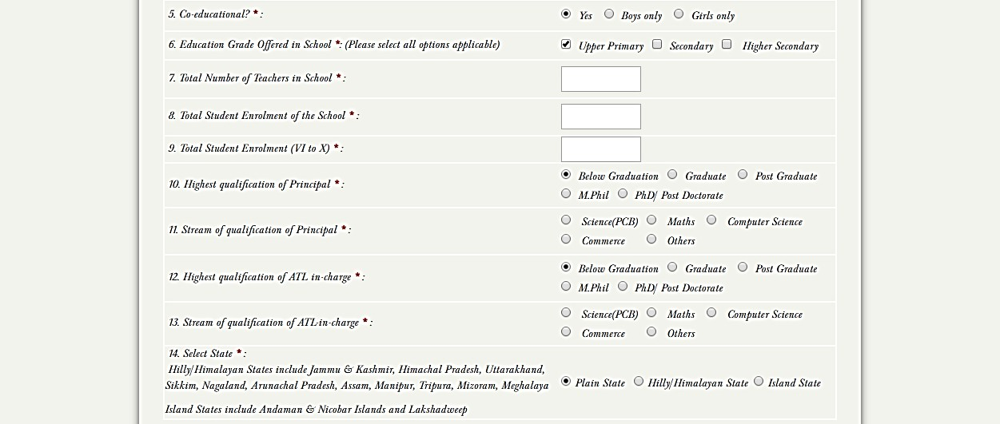 5. Co-educational? * : Yes Boys only Girls only
6. Education Grade Offered in School *: (Please select all options applicable) Upper Primary Secondary Higher Secondary
7. Total Number of Teachers in School * :
8. Total Student Enrolment of the School * :
9. Total Student Enrolment (VI to X) * :
10. Highest qualification of Principal * : Below Graduation Graduate Post Graduate
M.Phil PhD/ Post Doctorate
11. Stream of qualification of Principal * : Science(PCB) Maths Computer Science
Commerce Others
12. Highest qualification of ATL in-charge * : Below Graduation Graduate Post Graduate
M.Phil PhD/ Post Doctorate
13. Stream of qualification of ATL-in-charge * : Science(PCB) Maths Computer Science
Commerce Others
14. Select State * :
Hilly/Himalayan States include Jammu & Kashmir, Himachal Pradesh, Uttarakhand,
Sikkim, Nagaland, Arunachal Pradesh, Assam, Manipur, Tripura, Mizoram, Meghalaya
Plain State Hilly/Himalayan State Island State
Island States include Andaman & Nicobar Islands and Lakshadweep